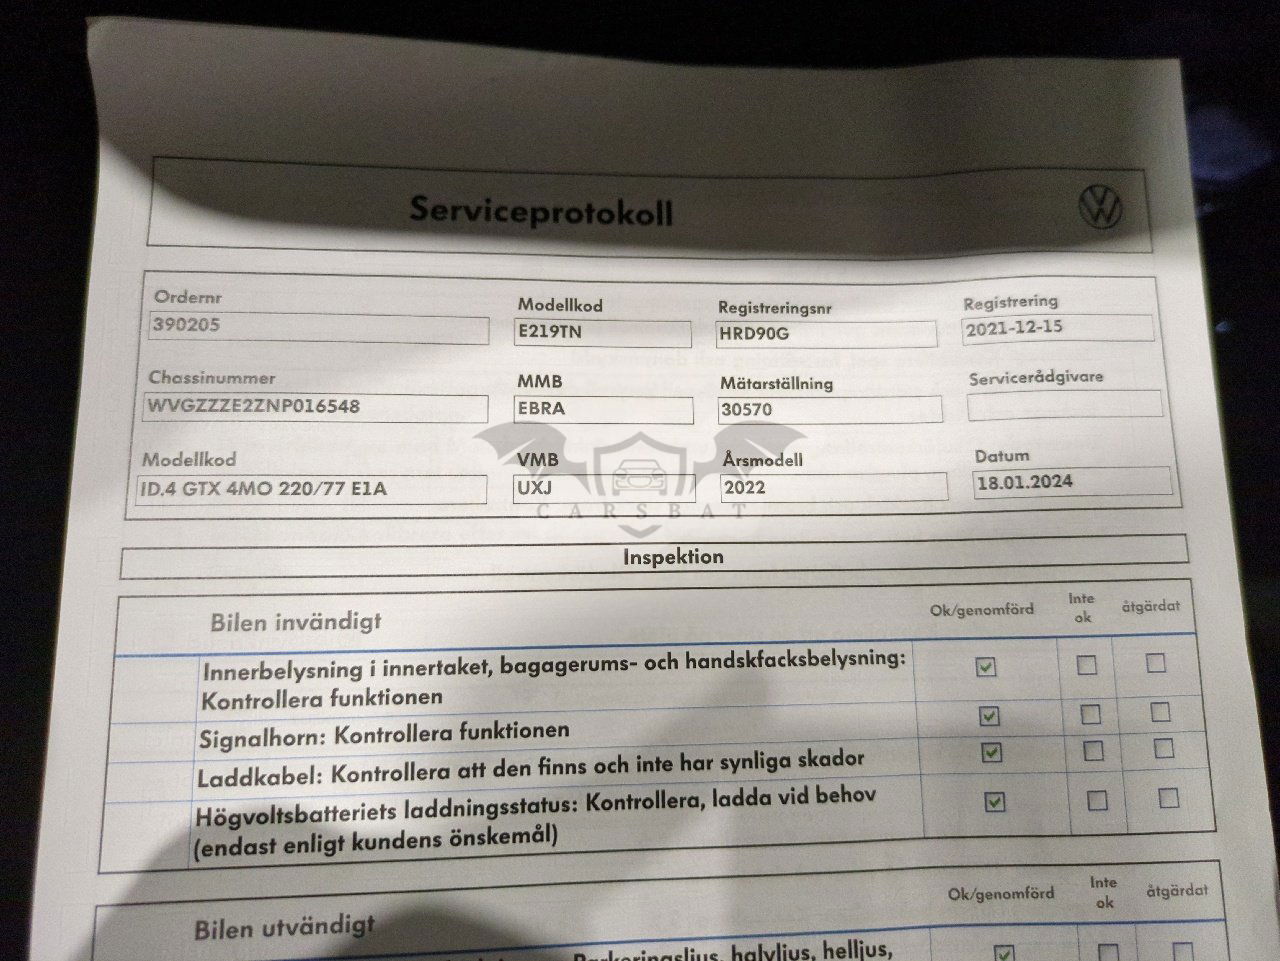 Serviceprotokoll
Ordernr Modellkod Registreringsnr Registrering
390205 E219TN HRD90G 2021-12-15
Chassinummer MMB Mätarställning Servicerådgivare
WVGZZZE2ZNP016548 EBRA 30570
Modellkod VMB Årsmodell Datum
ID.4 GTX 4MO 220/77 E1A UXJ 2022 18.01.2024
CARSBAT
Inspektion
Bilen invändigt Ok/genomförd Inte ok åtgärdat
Innerbelysning i innertaket, bagagerums- och handskfacksbelysning:
Kontrollera funktionen
Signalhorn: Kontrollera funktionen
Laddkabel: Kontrollera att den finns och inte har synliga skador
Högvoltsbatteriets laddningsstatus: Kontrollera, ladda vid behov
(endast enligt kundens önskemål)
Bilen utvändigt Ok/genomförd Inte ok åtgärdat
Parkeringsljus, halvljus, helljus,